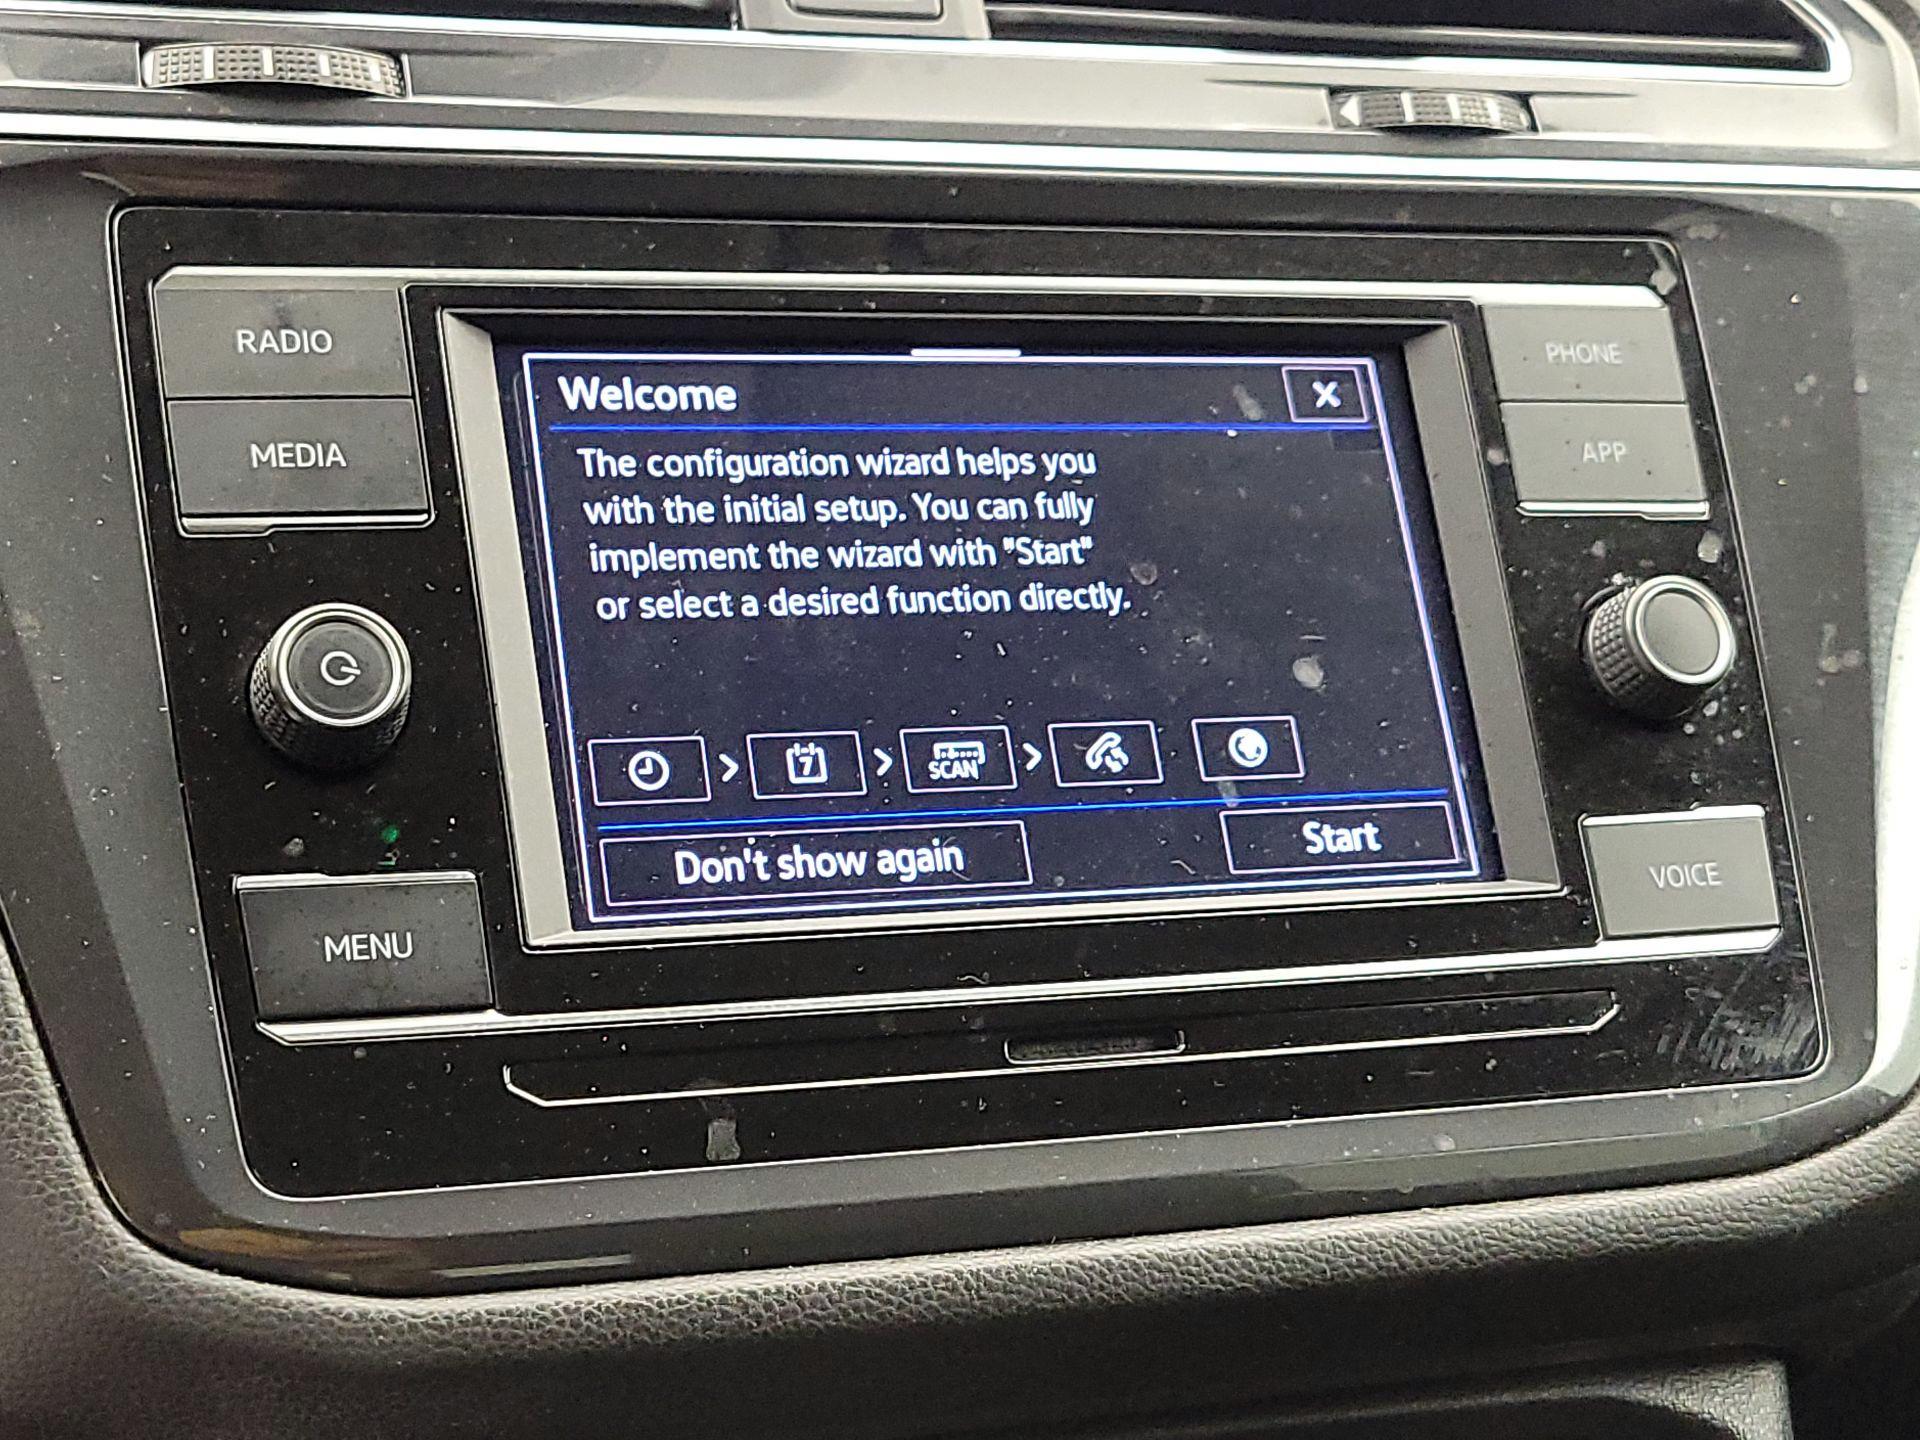 RADIO
MEDIA
MENU
Welcome
X
The configuration wizard helps you
with the initial setup. You can fully
implement the wizard with "Start"
or select a desired function directly.
7
SCAN
Don't show again
Start
PHONE
APP
VOICE